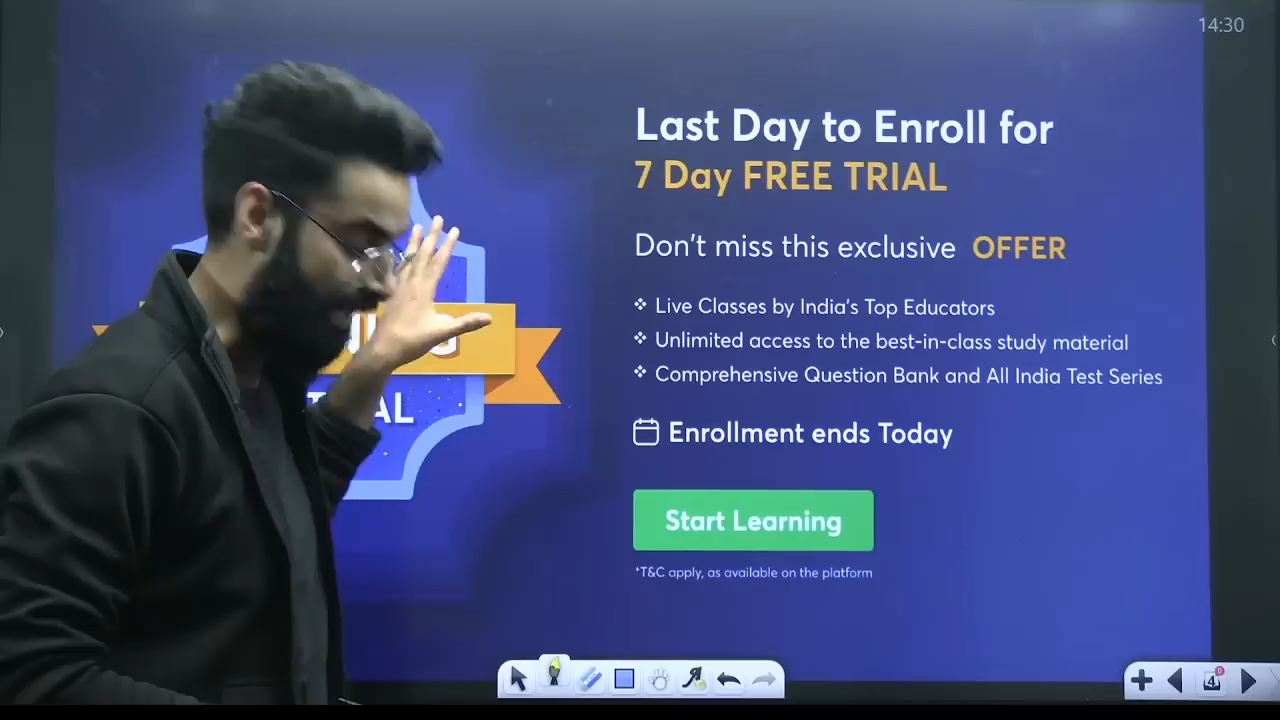 14:30
Last Day to Enroll for
7 Day FREE TRIAL
Don't miss this exclusive OFFER
❖ Live Classes by India's Top Educators
❖ Unlimited access to the best-in-class study material
❖ Comprehensive Question Bank and All India Test Series
Enrollment ends Today
Start Learning
*T&C apply, as available on the platform
4